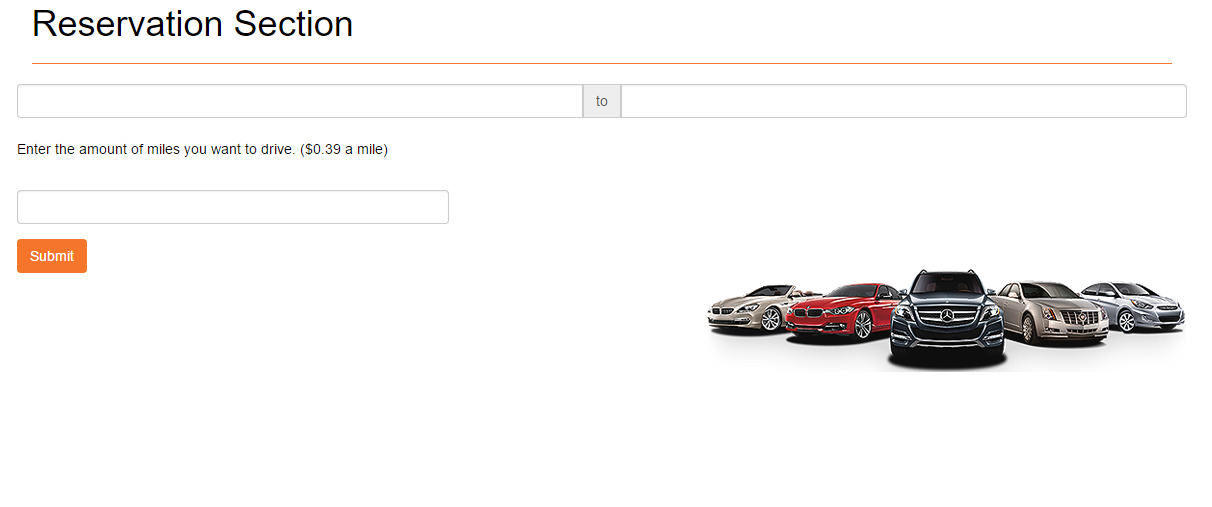 Reservation Section
to
Enter the amount of miles you want to drive. ($0.39 a mile)
Submit